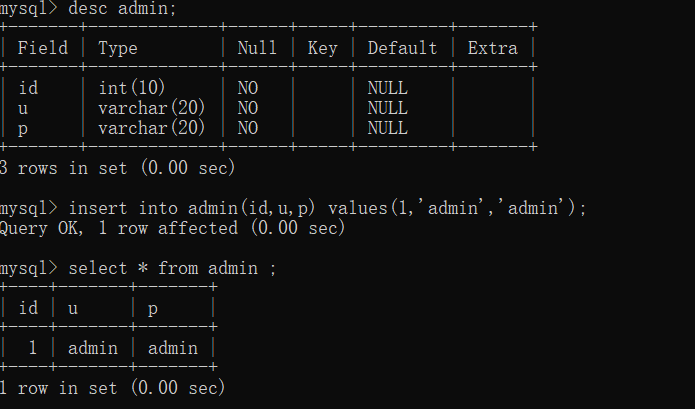 mysql> desc admin;
+-------+-------------+------+-----+---------+-------+
| Field | Type        | Null | Key | Default | Extra |
+-------+-------------+------+-----+---------+-------+
| id    | int(10)     | NO   |     | NULL    |       |
| u     | varchar(20) | NO   |     | NULL    |       |
| p     | varchar(20) | NO   |     | NULL    |       |
+-------+-------------+------+-----+---------+-------+
3 rows in set (0.00 sec)
mysql> insert into admin(id,u,p) values(1,'admin','admin');
Query OK, 1 row affected (0.00 sec)
mysql> select * from admin ;
+----+-------+-------+
| id | u     | p     |
+----+-------+-------+
|  1 | admin | admin |
+----+-------+-------+
1 row in set (0.00 sec)